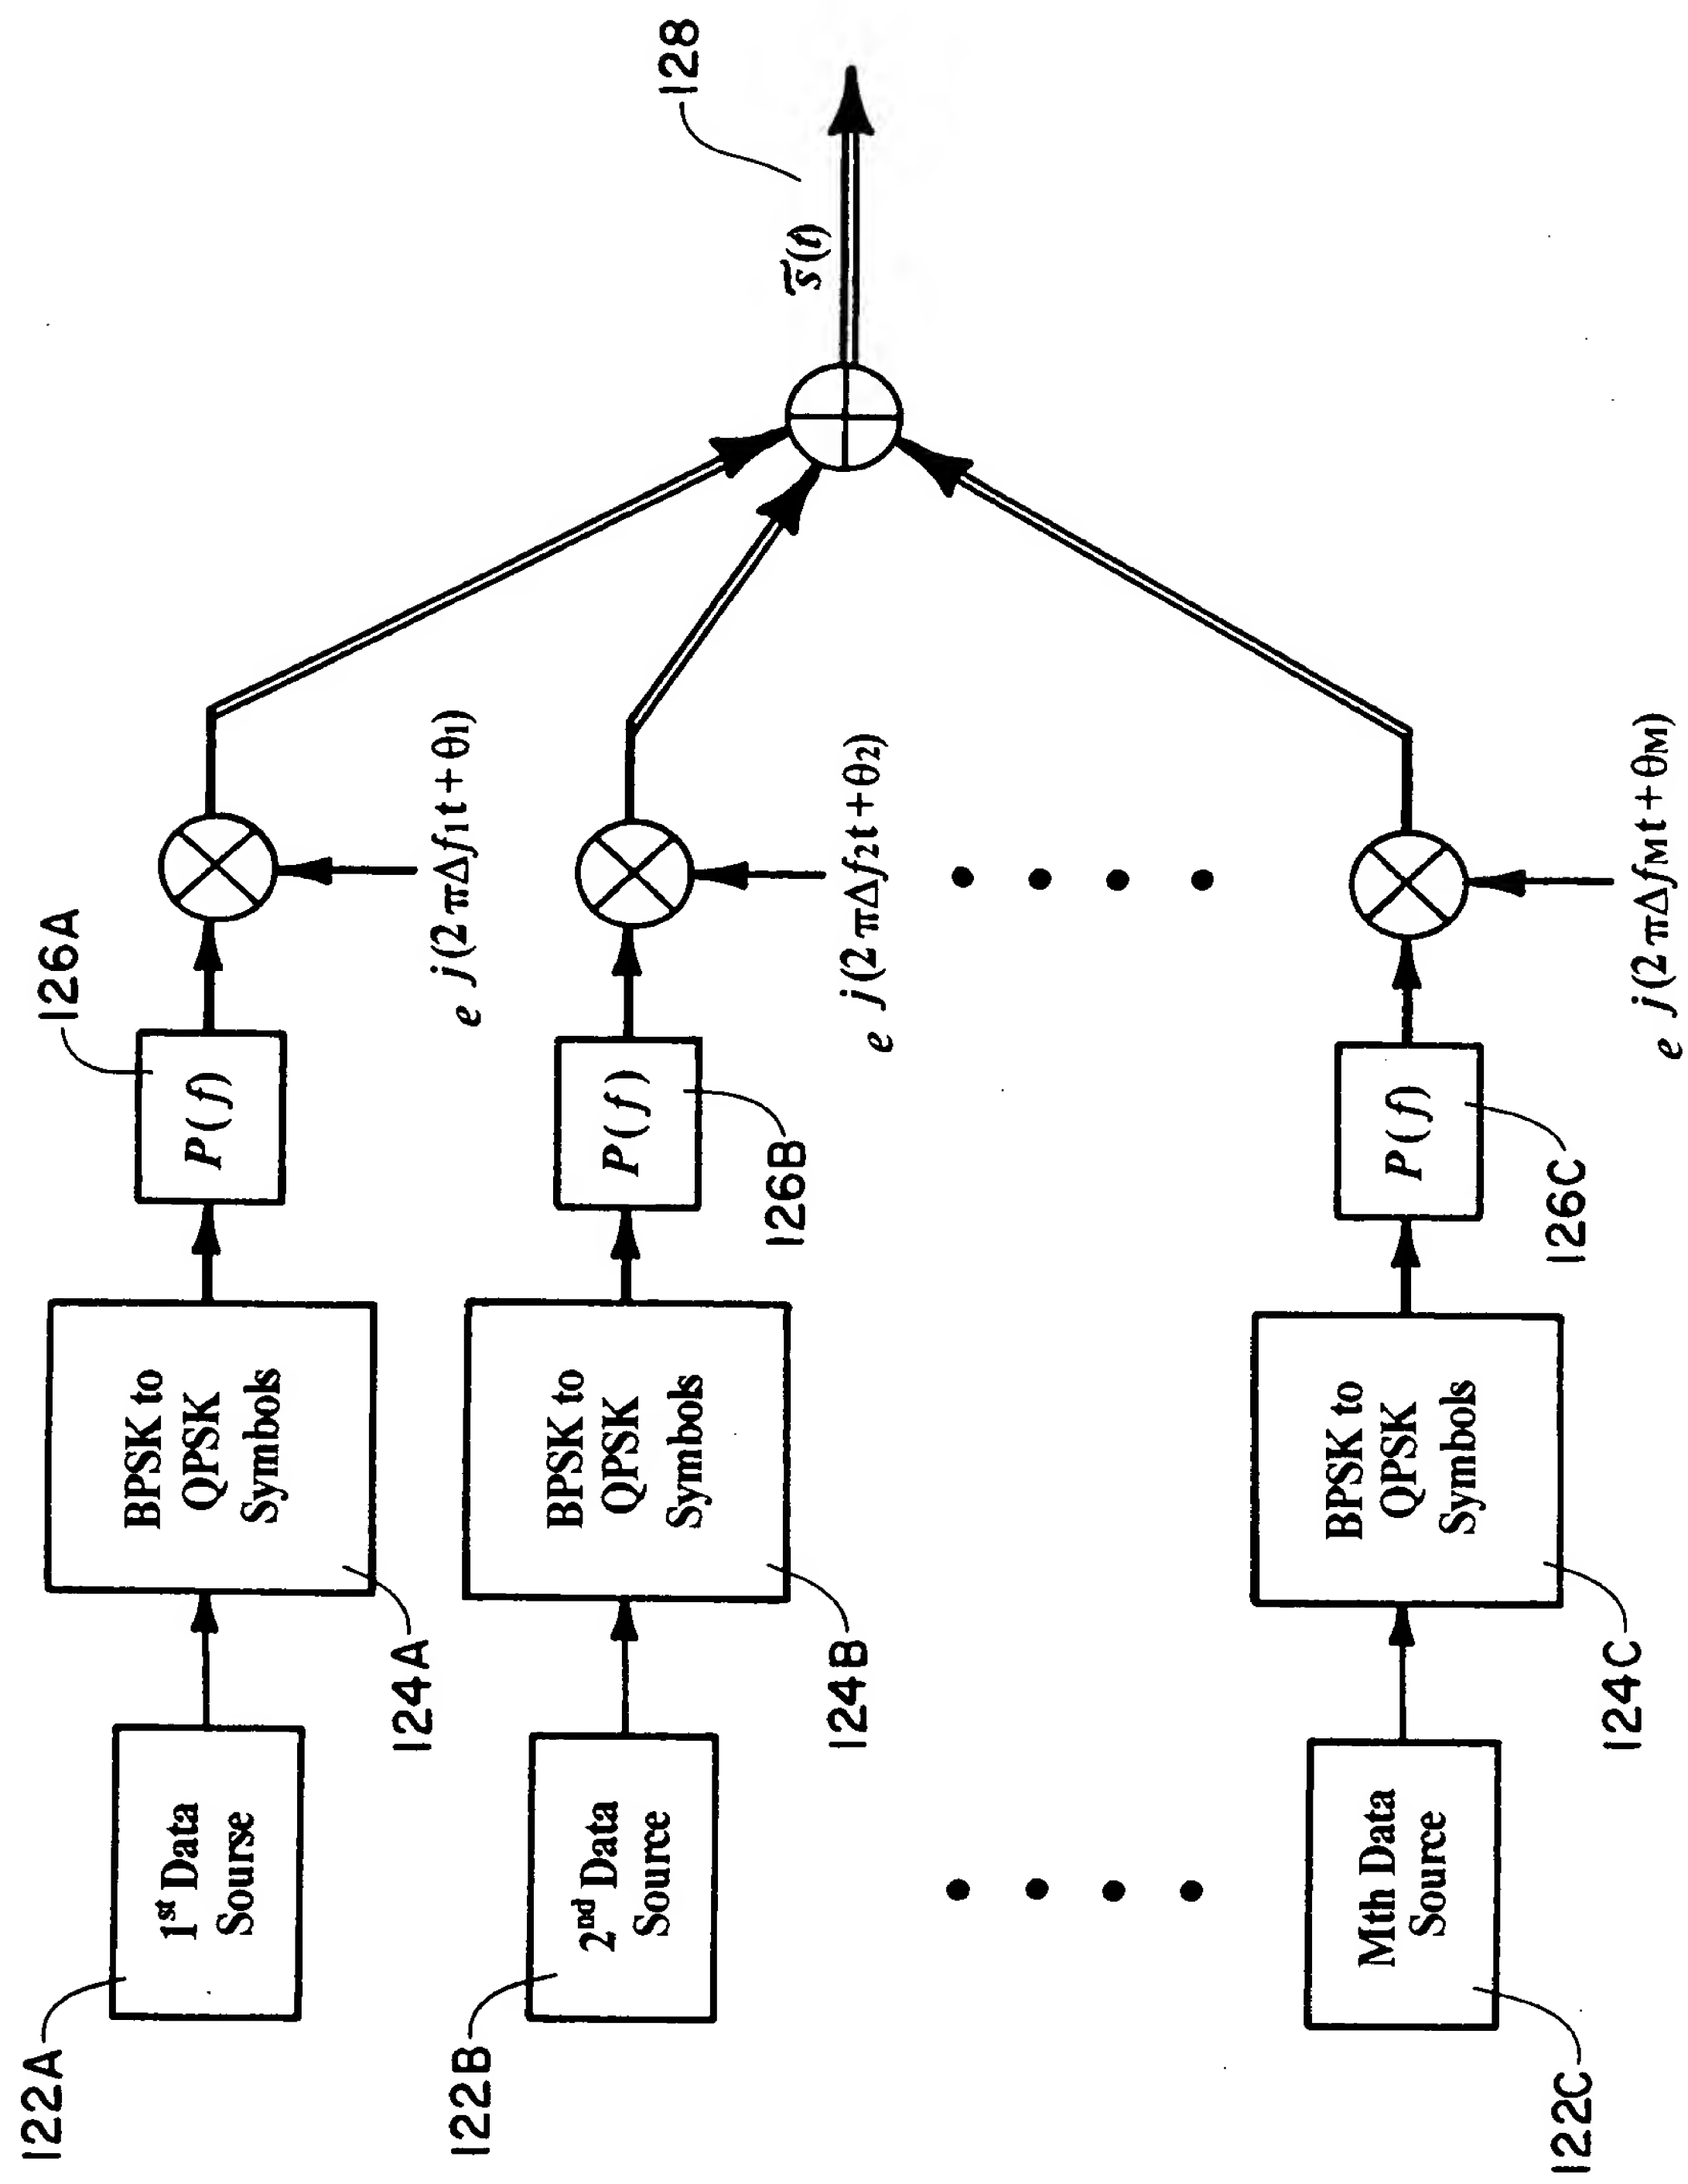 122A
1st Data
Sourse
124A
BPSK to
QPSK
Symbols
126A
P(f)
e j(2πΔf1t+θ1)
122B
2nd Data
Source
124B
BPSK to
QPSK
Symbols
126B
P(f)
e j(2πΔf2t+θ2)
122C
Mth Data
Source
124C
BPSK to
QPSK
Symbols
126C
P(f)
e j(2πΔfMt+θM)
s̃(t)
128